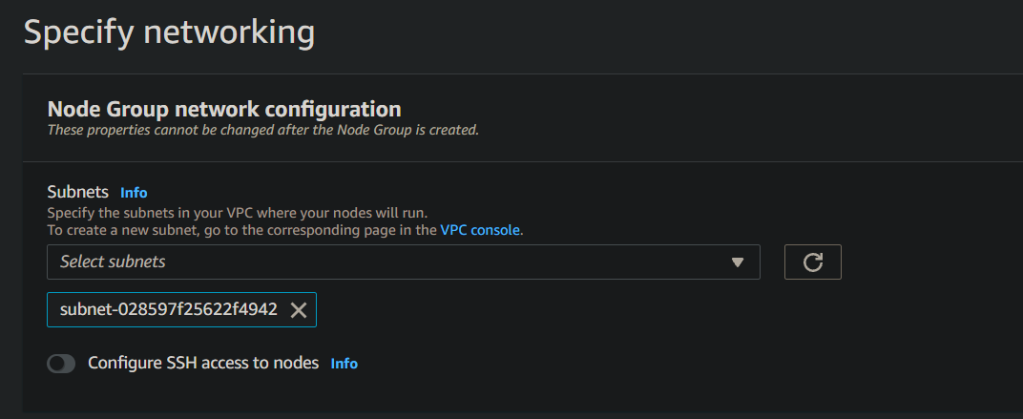 Specify networking
Node Group network configuration
These properties cannot be changed after the Node Group is created.
Subnets Info
Specify the subnets in your VPC where your nodes will run.
To create a new subnet, go to the corresponding page in the VPC console.
Select subnets
subnet-028597f25622f4942
Configure SSH access to nodes Info